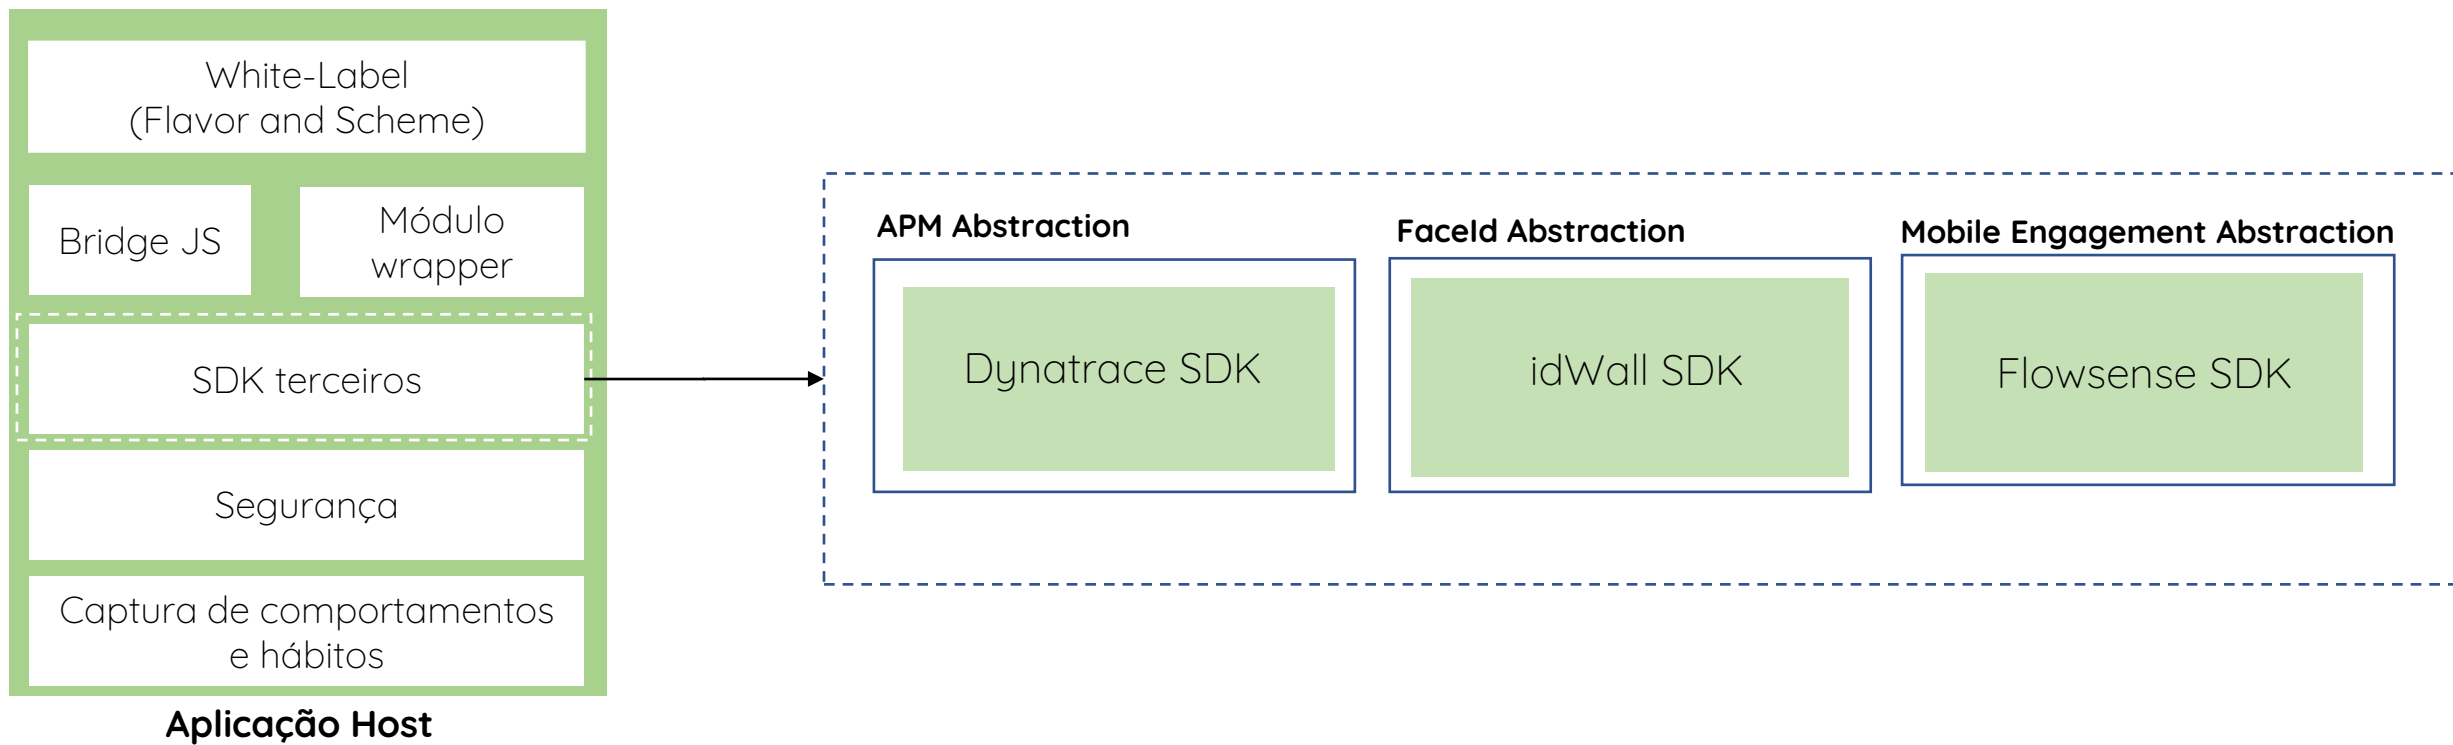 White-Label
(Flavor and Scheme)
Bridge JS
Módulo
wrapper
SDK terceiros
Segurança
Captura de comportamentos
e hábitos
Aplicação Host
APM Abstraction
FaceId Abstraction
Mobile Engagement Abstraction
Dynatrace SDK
idWall SDK
Flowsense SDK